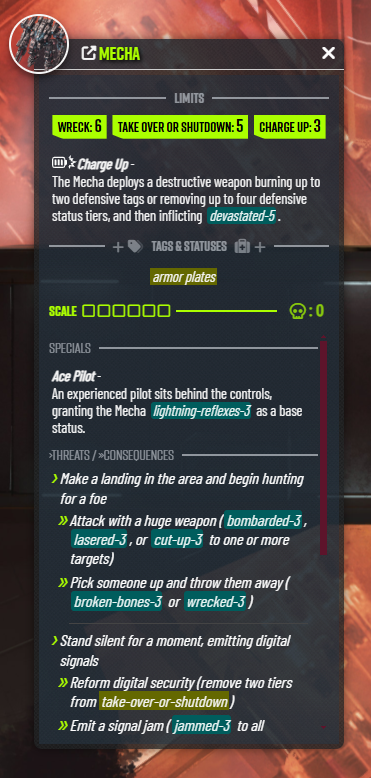 MECHA
LIMITS
WRECK: 6 TAKE OVER OR SHUTDOWN: 5 CHARGE UP: 3
Charge Up -
The Mecha deploys a destructive weapon burning up to
two defensive tags or removing up to four defensive
status tiers, and then inflicting devastated-5 .
TAGS & STATUSES
armor plates
SCALE : 0
SPECIALS
Ace Pilot -
An experienced pilot sits behind the controls,
granting the Mecha lightning-reflexes-3 as a base
status.
›THREATS / »CONSEQUENCES
› Make a landing in the area and begin hunting
for a foe
» Attack with a huge weapon ( bombarded-3 ,
lasered-3 , or cut-up-3 to one or more
targets)
» Pick someone up and throw them away (
broken-bones-3 or wrecked-3 )
› Stand silent for a moment, emitting digital
signals
» Reform digital security (remove two tiers
from take-over-or-shutdown )
» Emit a signal jam ( jammed-3 to all